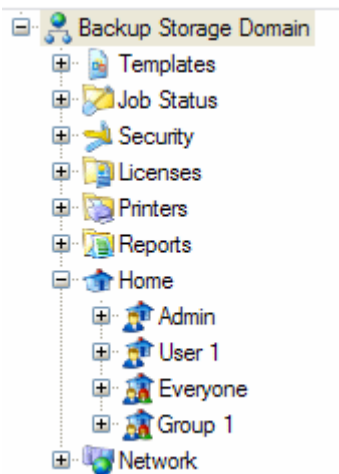 Backup Storage Domain
Templates
Job Status
Security
Licenses
Printers
Reports
Home
Admin
User 1
Everyone
Group 1
Network